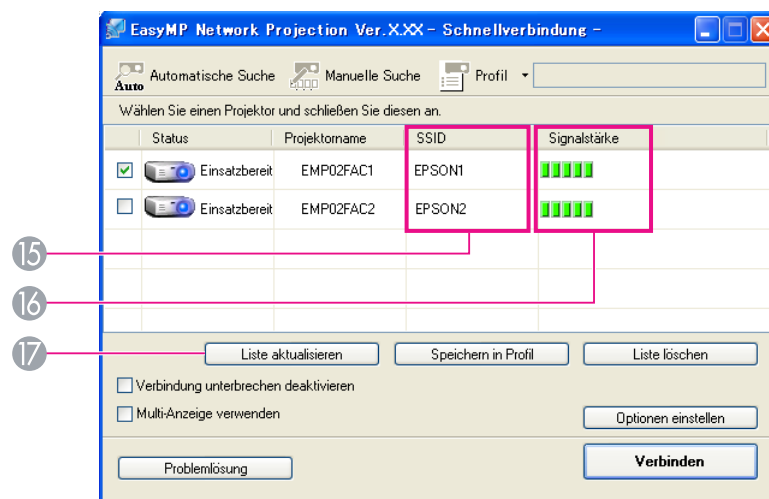 EasyMP Network Projection Ver.X.XX - Schnellverbindung -
Auto Automatische Suche Manuelle Suche Profil
Wählen Sie einen Projektor und schließen Sie diesen an.
Status Projektorname SSID Signalstärke
Einsatzbereit EMP02FAC1 EPSON1
Einsatzbereit EMP02FAC2 EPSON2
15
16
17
Liste aktualisieren Speichern in Profil Liste löschen
Verbindung unterbrechen deaktivieren
Multi-Anzeige verwenden
Optionen einstellen
Problemlösung Verbinden